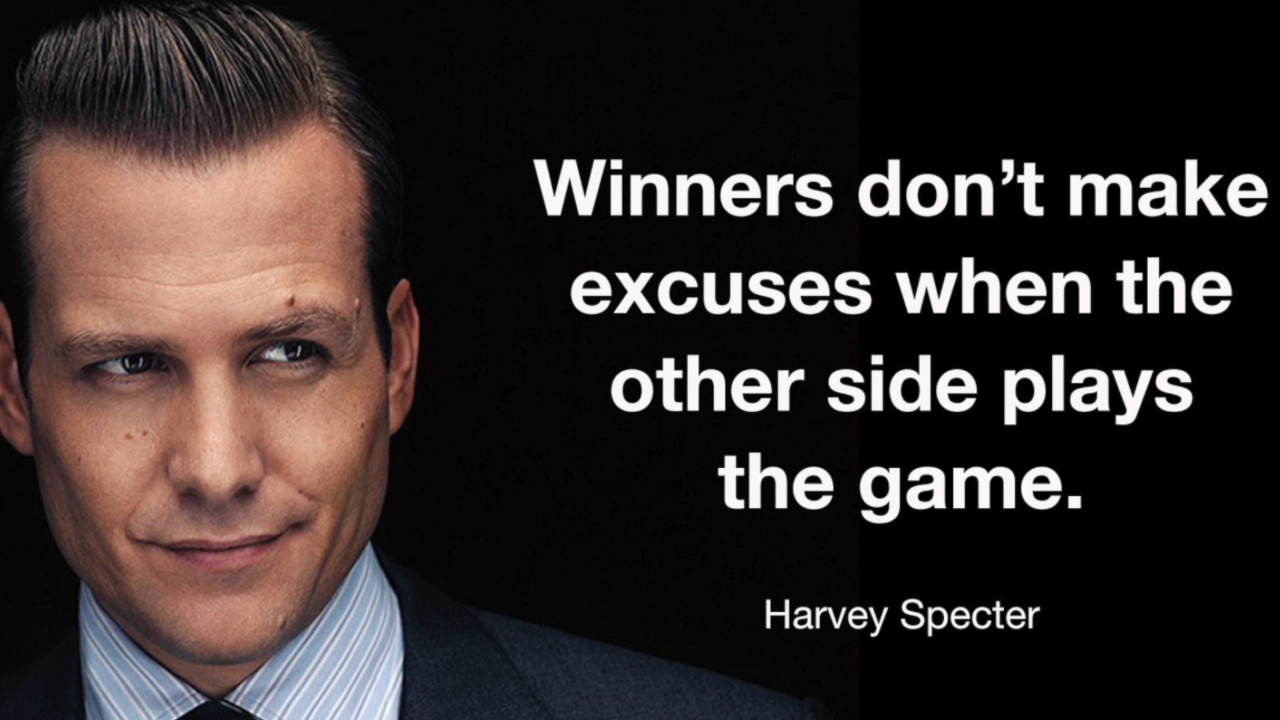 Winners don’t make
excuses when the
other side plays
the game.
Harvey Specter